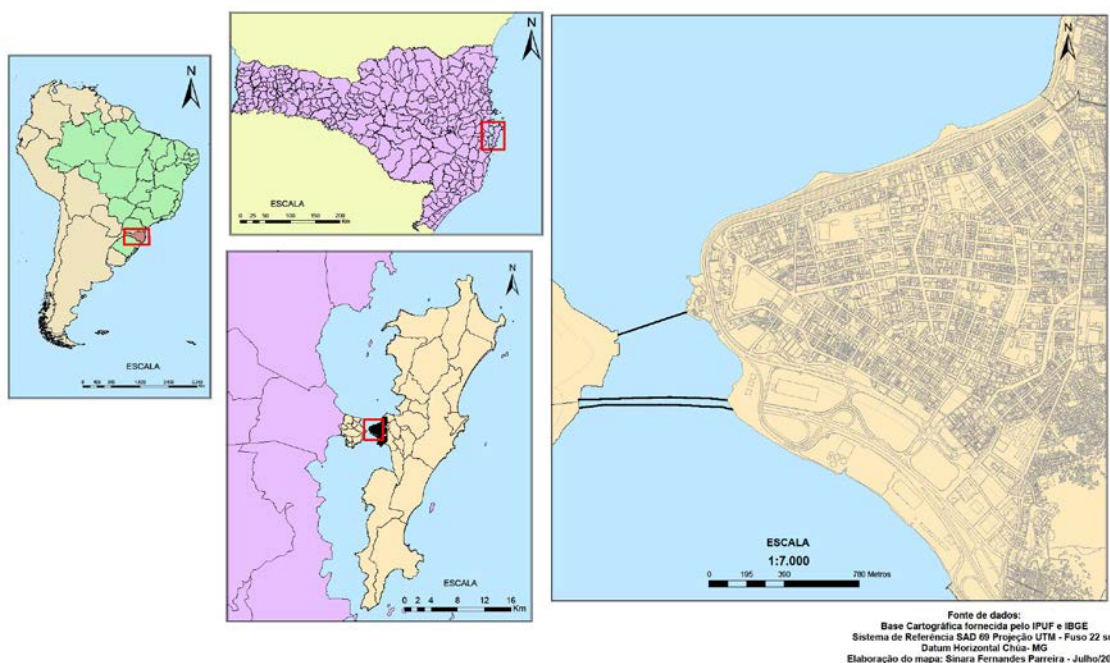 N
ESCALA
N
ESCALA
0 25 50 100 150 200
Km
N
ESCALA
0 2 4 8 12 16
Km
N
ESCALA
1:7.000
0 195 390 780 Metros
Fonte de dados:
Base Cartográfica fornecida pelo IPUF e IBGE
Sistema de Referência SAD 69 Projeção UTM - Fuso 22 su
Datum Horizontal Chúa- MG
Elaboração do mapa: Sinara Fernandes Parreira - Julho/20